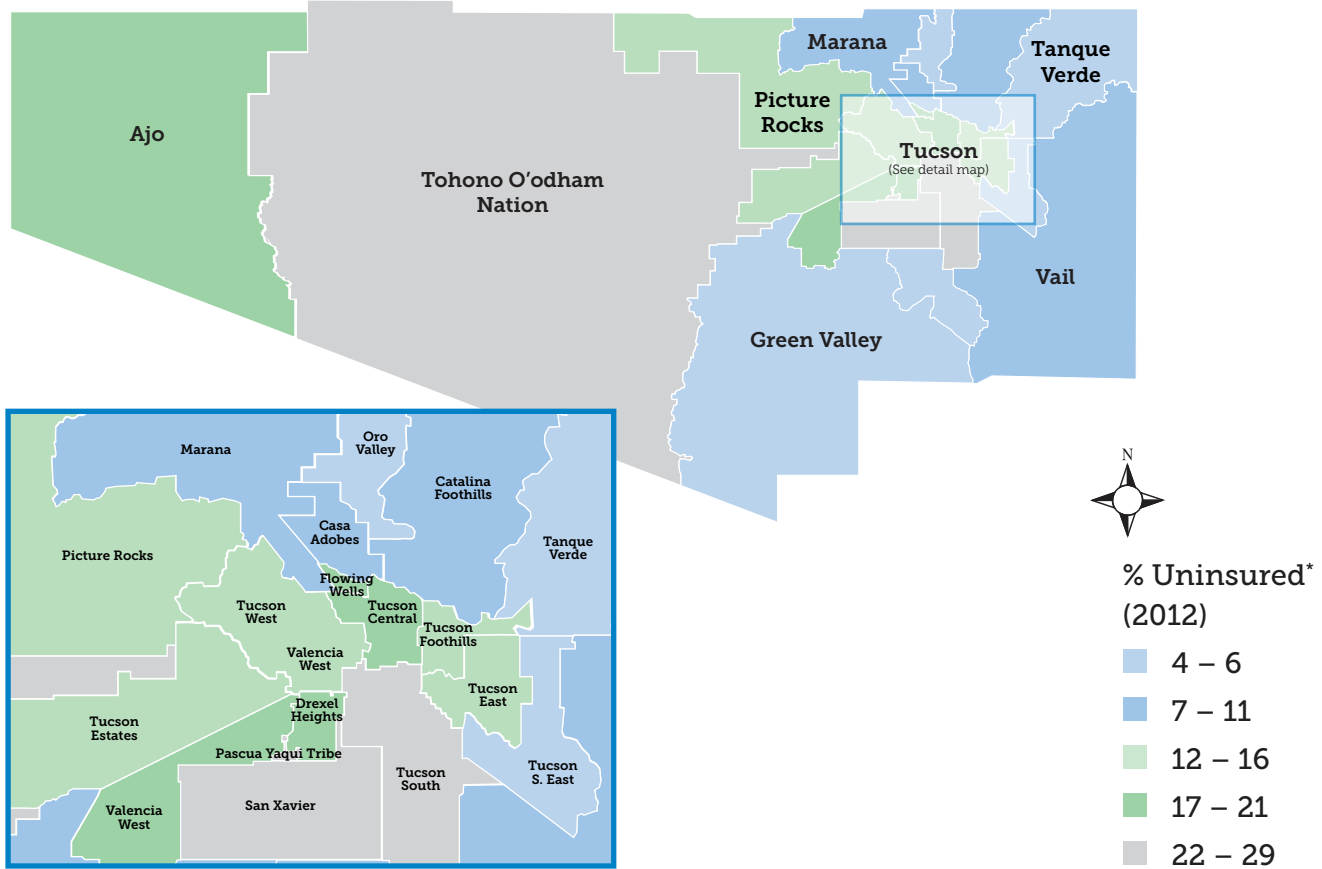 Marana
Tanque
Verde
Picture
Rocks
Ajo
Tucson
(See detail map)
Tohono O'odham
Nation
Vail
Green Valley
Oro
Valley
Marana
Catalina
Foothills
Casa
Adobes
Tanque
Verde
Picture Rocks
Flowing
Wells
Tucson
West
Tucson
Central
Tucson
Foothills
Valencia
West
Tucson
East
Drexel
Heights
Tucson
Estates
Pascua Yaqui Tribe
Tucson
S. East
Tucson
South
San Xavier
Valencia
West
N
% Uninsured*
(2012)
4 – 6
7 – 11
12 – 16
17 – 21
22 – 29